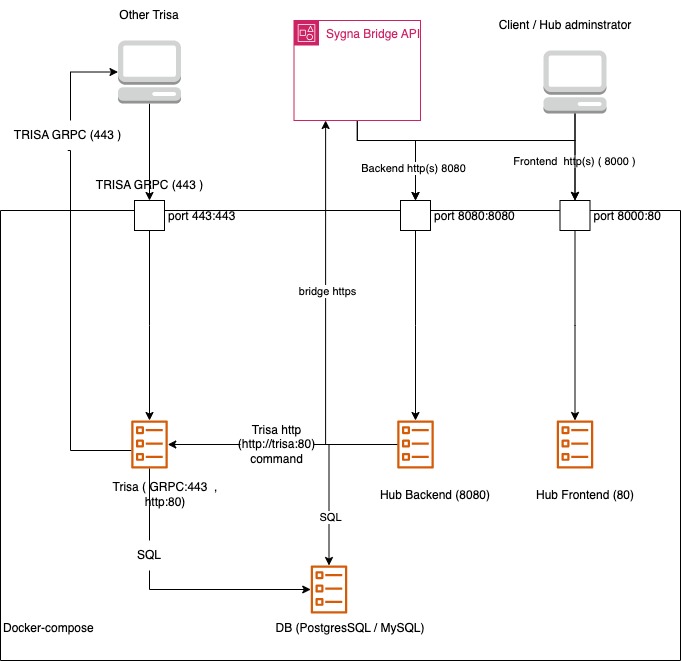 Other Trisa
Sygna Bridge API
Client / Hub adminstrator
TRISA GRPC (443 )
Backend http(s) 8080
Frontend  http(s) ( 8000 )
TRISA GRPC (443 )
port 443:443
port 8080:8080
port 8000:80
bridge https
Trisa http
(http://trisa:80)
command
Trisa ( GRPC:443  ,
http:80)
Hub Backend (8080)
Hub Frontend (80)
SQL
SQL
Docker-compose
DB (PostgresSQL / MySQL)